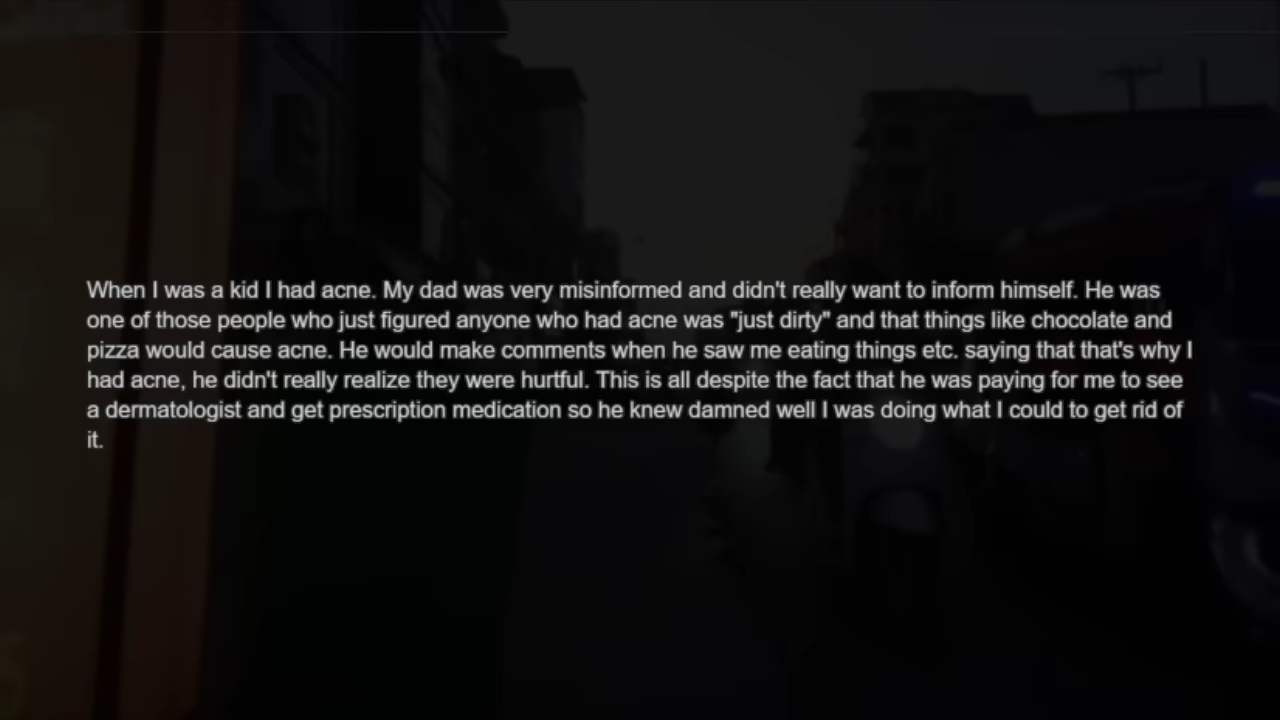 When I was a kid I had acne. My dad was very misinformed and didn't really want to inform himself. He was
one of those people who just figured anyone who had acne was "just dirty" and that things like chocolate and
pizza would cause acne. He would make comments when he saw me eating things etc. saying that that's why I
had acne, he didn't really realize they were hurtful. This is all despite the fact that he was paying for me to see
a dermatologist and get prescription medication so he knew damned well I was doing what I could to get rid of
it.